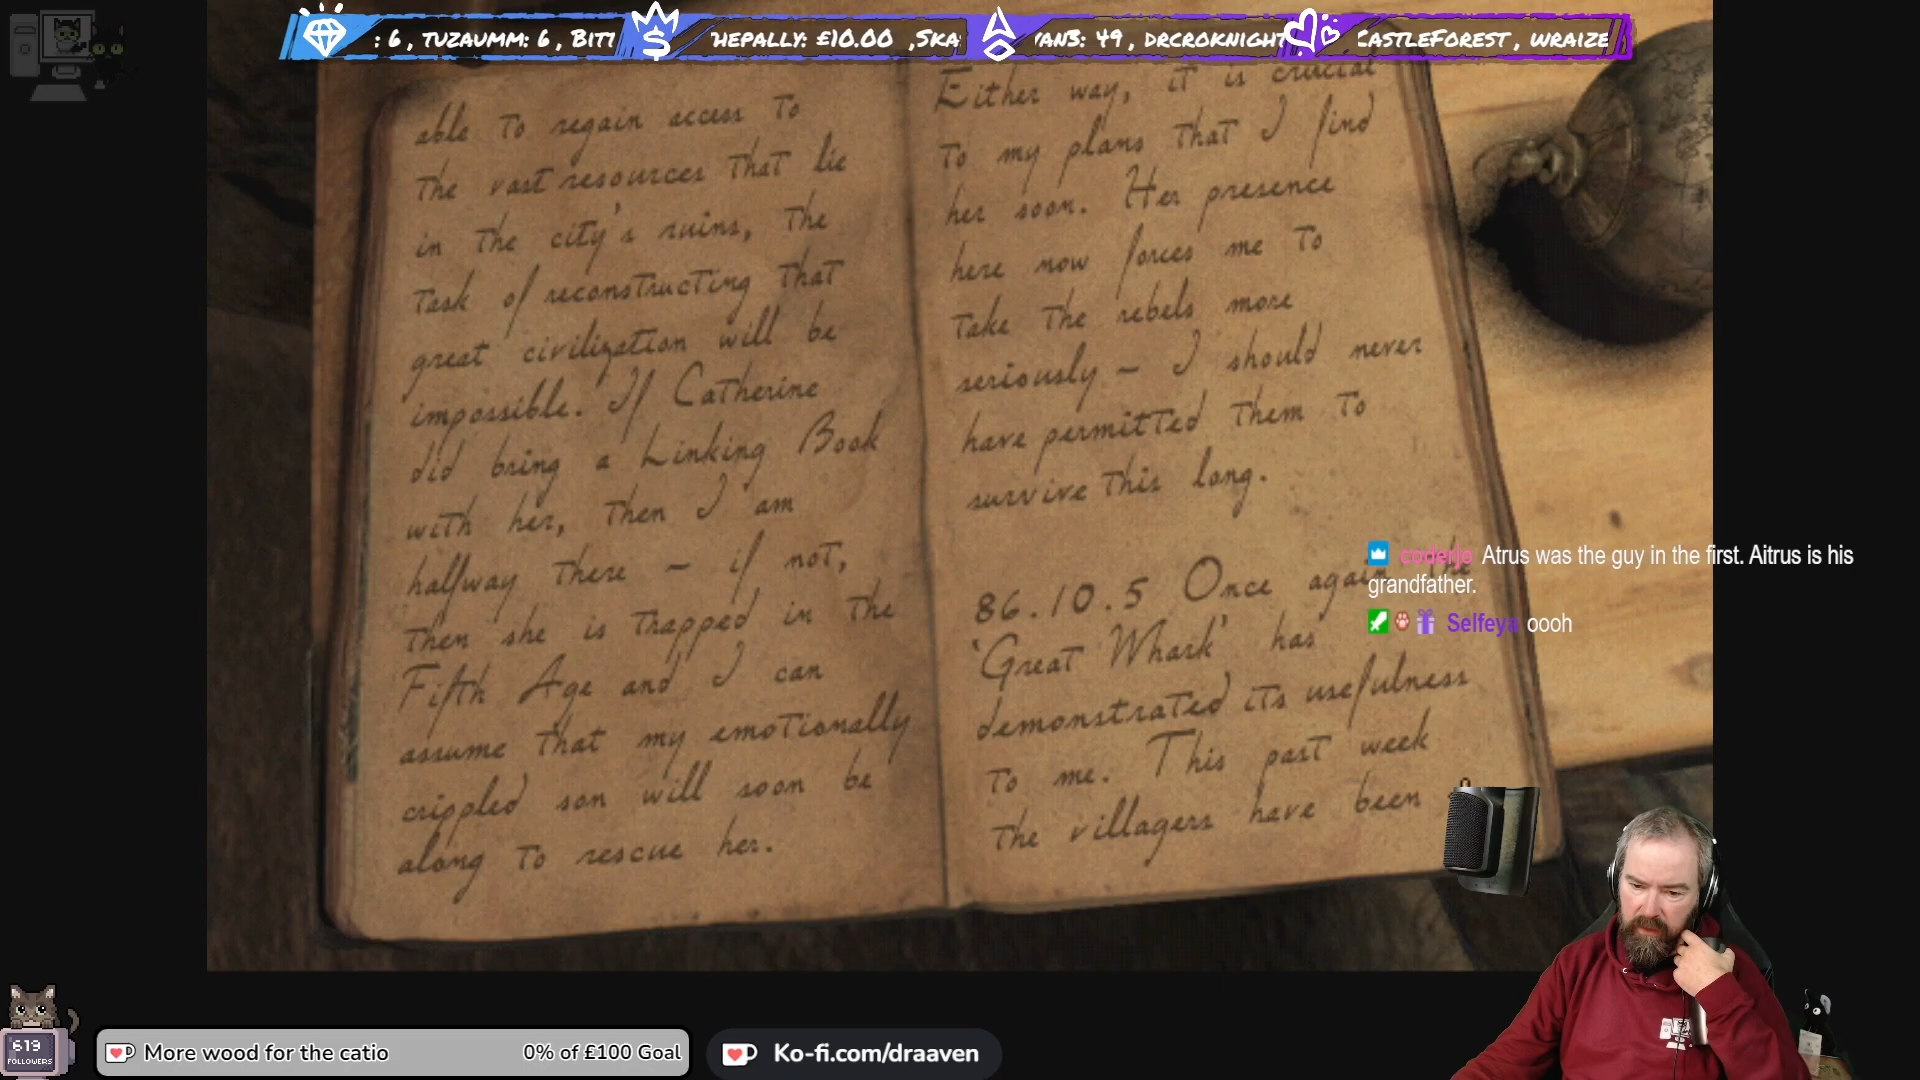 : 6 , TUZAUMM: 6 , BITT
HEPALLY: £10.00 ,SKA
VAN3: 49 , DRCROKNIGHT
CASTLEFOREST , WRAIZE
able to regain access to
the vast resources that lie
in the city's ruins, the
task of reconstructing that
great civilization will be
impossible. If Catherine
did bring a Linking Book
with her, then I am
halfway there – if not,
then she is trapped in the
Fifth Age and I can
assume that my emotionally
crippled son will soon be
along to rescue her.
Either way, it is crucial
to my plans that I find
her soon. Her presence
here now forces me to
take the rebels more
seriously – I should never
have permitted them to
survive this long.
86.10.5 Once again the
'Great Whark' has
demonstrated its usefulness
to me. This past week
the villagers have been
coderjo Atrus was the guy in the first. Aitrus is his
grandfather.
Selfeya oooh
619
FOLLOWERS
More wood for the catio 0% of £100 Goal
Ko-fi.com/draaven